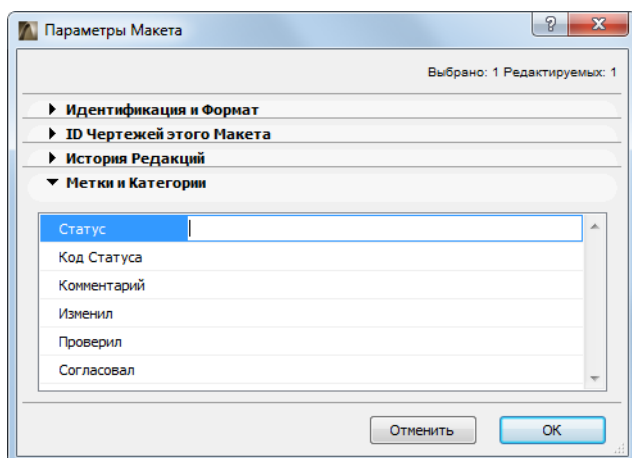 Параметры Макета
Выбрано: 1 Редактируемых: 1
Идентификация и Формат
ID Чертежей этого Макета
История Редакций
Метки и Категории
Статус
Код Статуса
Комментарий
Изменил
Проверил
Согласовал
Отменить OK